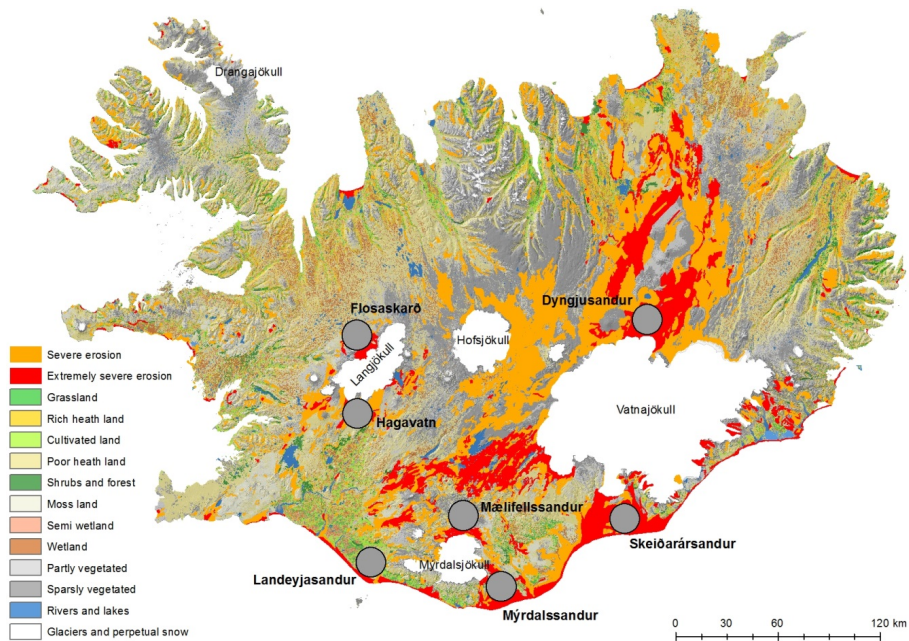 Drangajökull
Dyngjusandur
Flosaskarð
Hofsjökull
Langjökull
Vatnajökull
Hagavatn
Mælifellssandur
Skeiðarársandur
Mýrdalsjökull
Landeyjasandur
Mýrdalssandur
Severe erosion
Extremely severe erosion
Grassland
Rich heath land
Cultivated land
Poor heath land
Shrubs and forest
Moss land
Semi wetland
Wetland
Partly vegetated
Sparsly vegetated
Rivers and lakes
Glaciers and perpetual snow
0 30 60 120 km